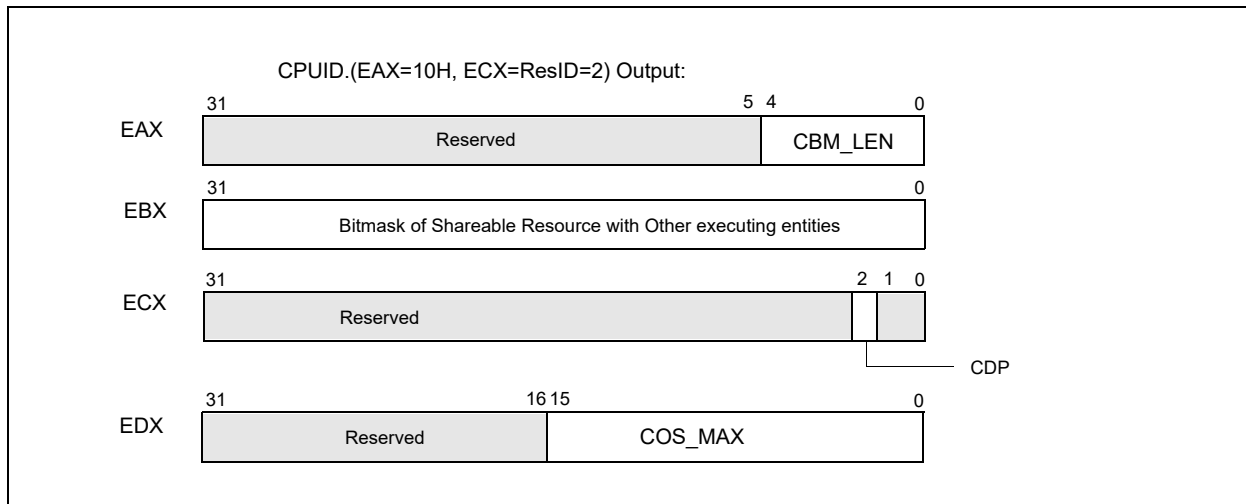 CPUID.(EAX=10H, ECX=ResID=2) Output:
31 5 4 0
EAX Reserved CBM_LEN
31 0
EBX Bitmask of Shareable Resource with Other executing entities
31 2 1 0
ECX Reserved
CDP
31 16 15 0
EDX Reserved COS_MAX